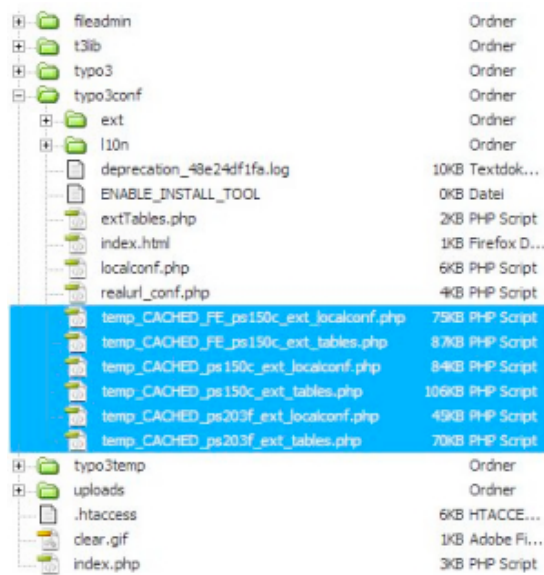 fileadmin Ordner
t3lib Ordner
typo3 Ordner
typo3conf Ordner
ext Ordner
l10n Ordner
deprecation_48e24df1fa.log 10KB Textdok...
ENABLE_INSTALL_TOOL 0KB Datei
extTables.php 2KB PHP Script
index.html 1KB Firefox D...
localconf.php 6KB PHP Script
realurl_conf.php 4KB PHP Script
temp_CACHED_FE_ps150c_ext_localconf.php 75KB PHP Script
temp_CACHED_FE_ps150c_ext_tables.php 87KB PHP Script
temp_CACHED_ps150c_ext_localconf.php 84KB PHP Script
temp_CACHED_ps150c_ext_tables.php 106KB PHP Script
temp_CACHED_ps203f_ext_localconf.php 45KB PHP Script
temp_CACHED_ps203f_ext_tables.php 70KB PHP Script
typo3temp Ordner
uploads Ordner
.htaccess 6KB HTACCE...
clear.gif 1KB Adobe Fi...
index.php 3KB PHP Script